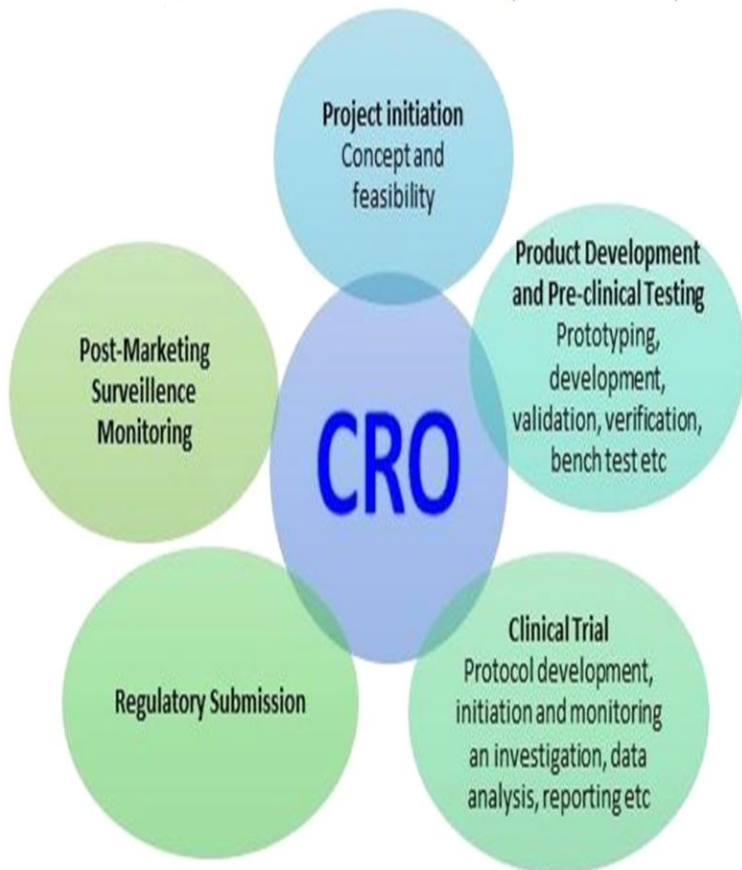 Project initiation
Concept and
feasibility
Product Development
and Pre-clinical Testing
Prototyping,
development,
validation, verification,
bench test etc
Clinical Trial
Protocol development,
initiation and monitoring
an investigation, data
analysis, reporting etc
Regulatory Submission
Post-Marketing
Surveillence
Monitoring
CRO